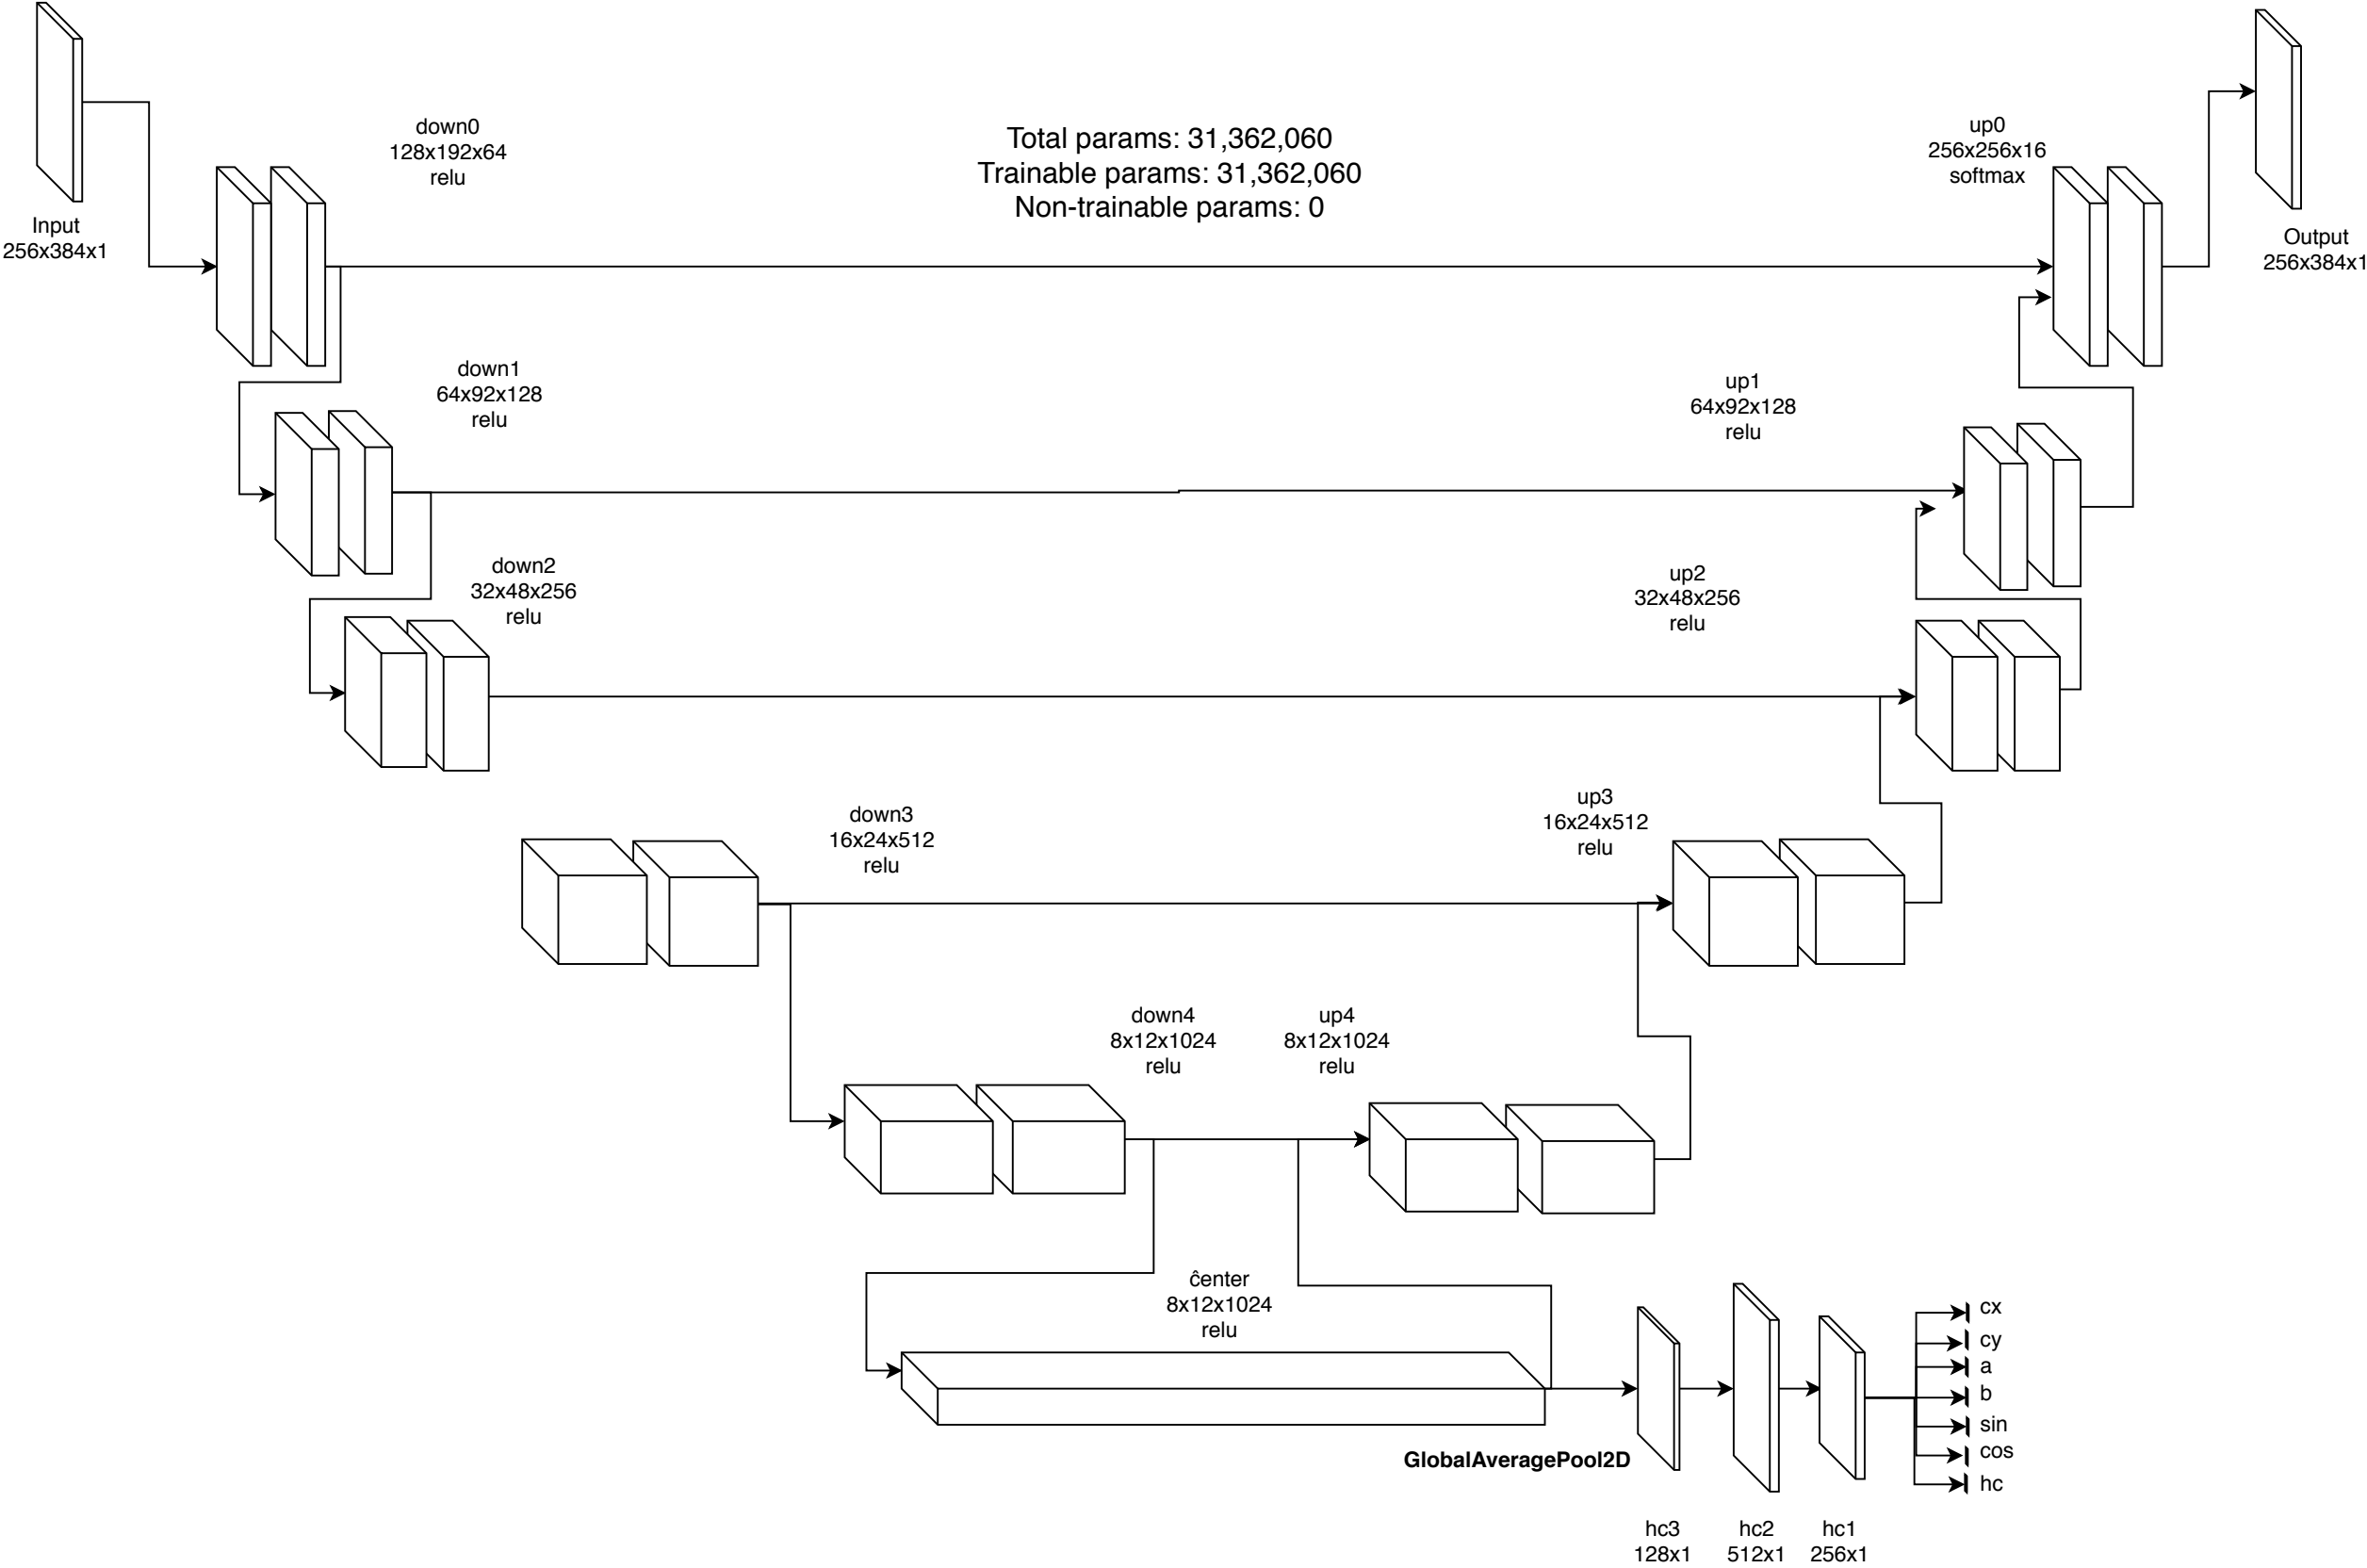 Input
256x384x1
down0
128x192x64
relu
Total params: 31,362,060
Trainable params: 31,362,060
Non-trainable params: 0
up0
256x256x16
softmax
Output
256x384x1
down1
64x92x128
relu
up1
64x92x128
relu
down2
32x48x256
relu
up2
32x48x256
relu
down3
16x24x512
relu
up3
16x24x512
relu
down4
8x12x1024
relu
up4
8x12x1024
relu
ĉenter
8x12x1024
relu
GlobalAveragePool2D
cx
cy
a
b
sin
cos
hc
hc3
128x1
hc2
512x1
hc1
256x1